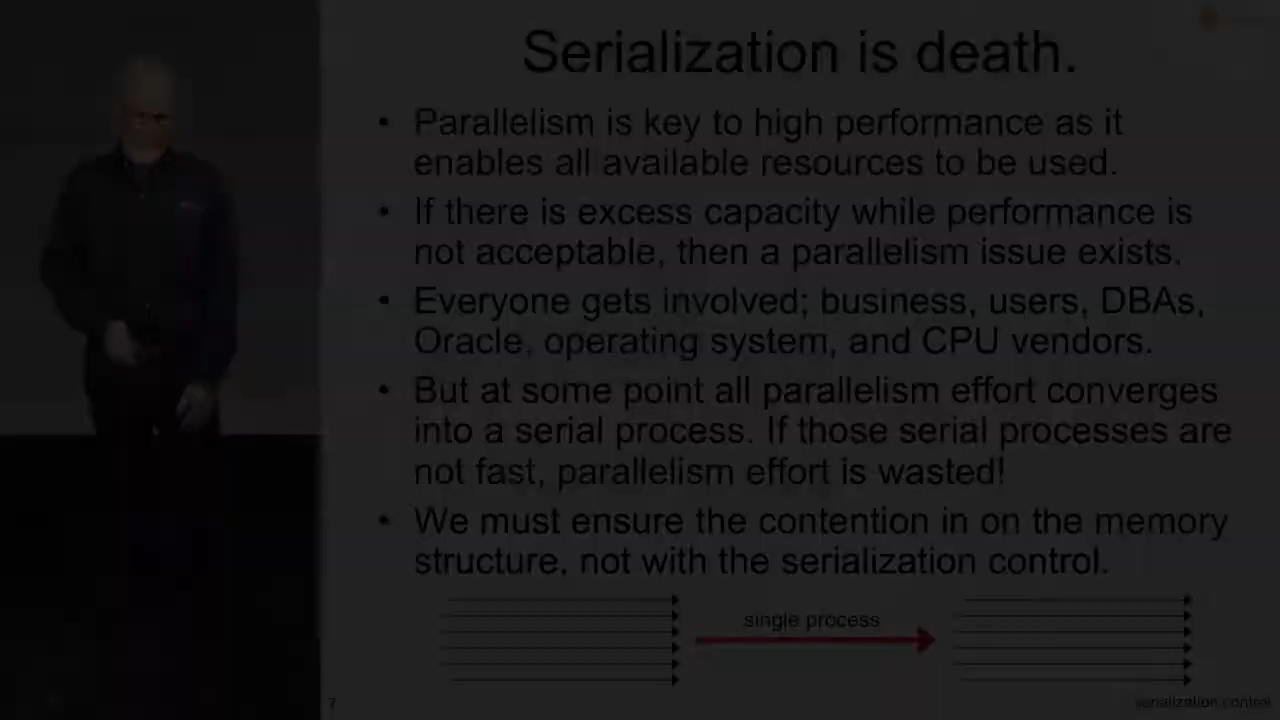 Serialization is death.
• Parallelism is key to high performance as it
enables all available resources to be used.
• If there is excess capacity while performance is
not acceptable, then a parallelism issue exists.
• Everyone gets involved; business, users, DBAs,
Oracle, operating system, and CPU vendors.
• But at some point all parallelism effort converges
into a serial process. If those serial processes are
not fast, parallelism effort is wasted!
• We must ensure the contention in on the memory
structure, not with the serialization control.
single process
7
serialization control